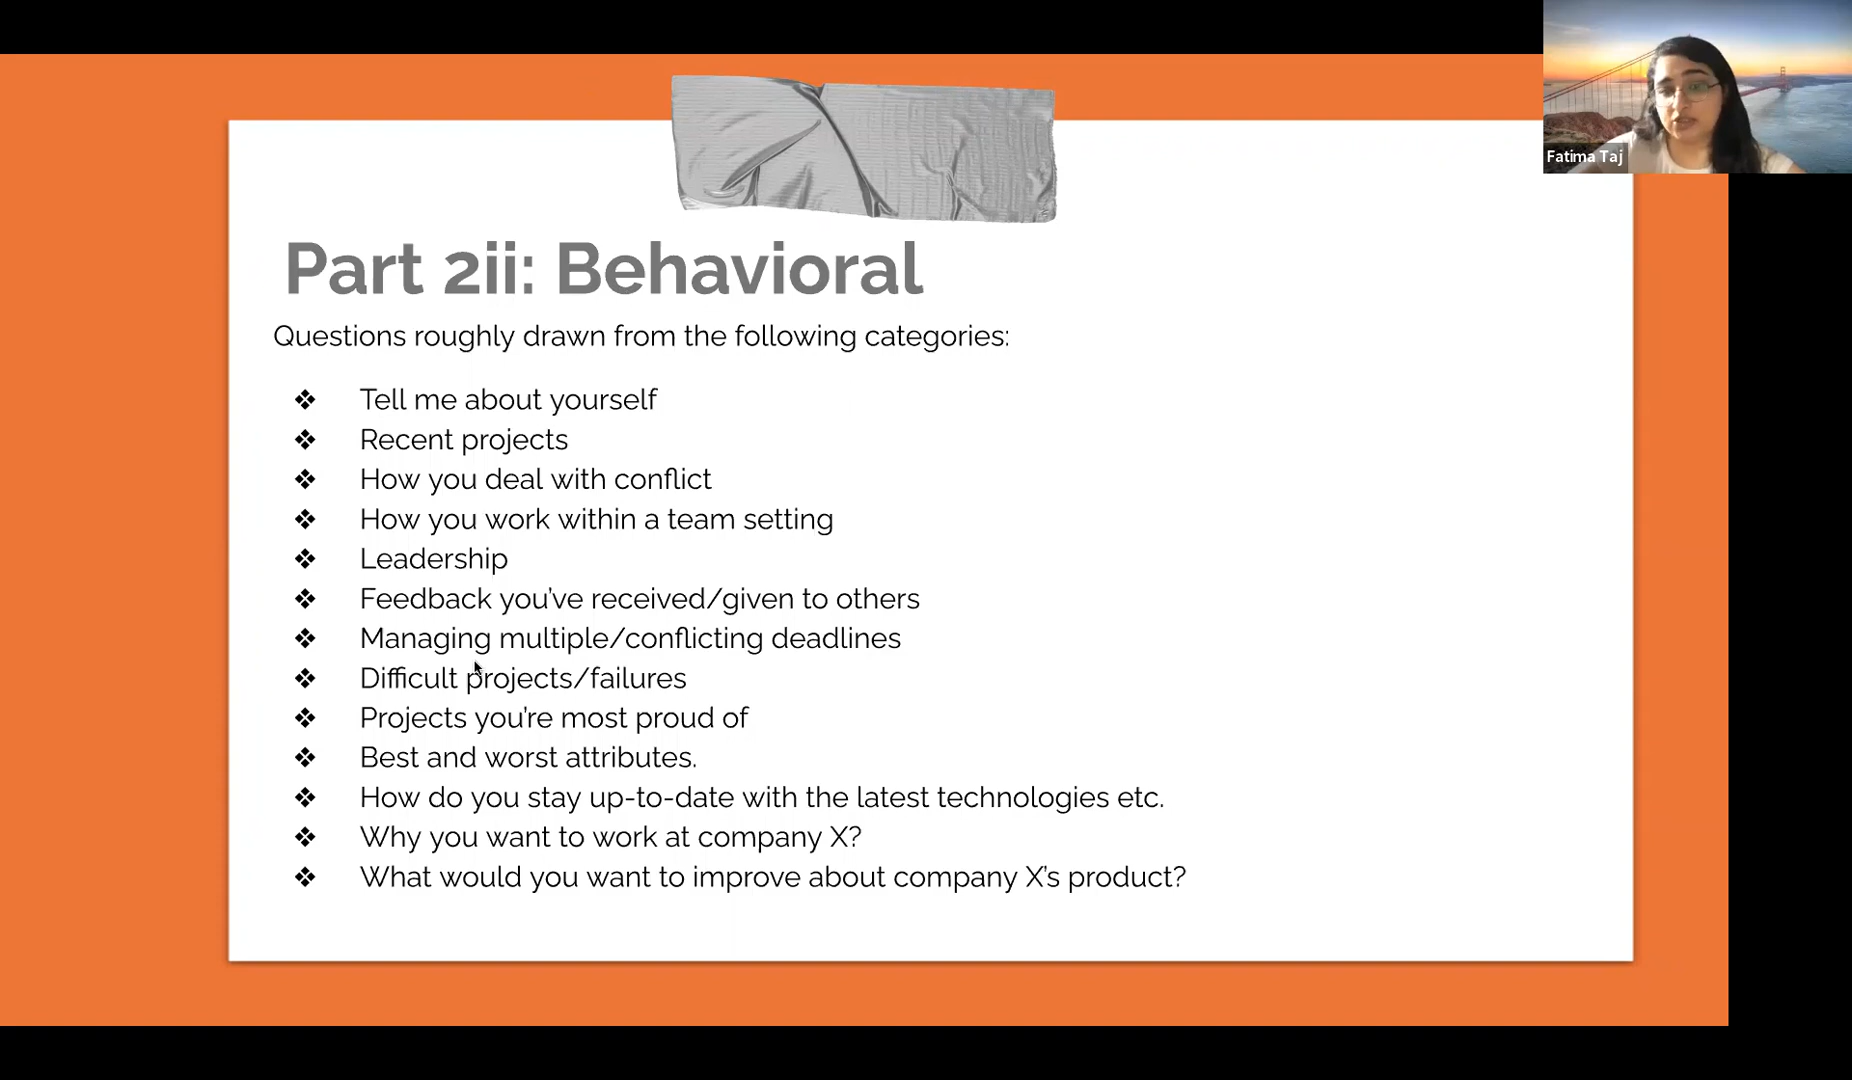 Fatima Taj
Part 2ii: Behavioral
Questions roughly drawn from the following categories:
❖ Tell me about yourself
❖ Recent projects
❖ How you deal with conflict
❖ How you work within a team setting
❖ Leadership
❖ Feedback you've received/given to others
❖ Managing multiple/conflicting deadlines
❖ Difficult projects/failures
❖ Projects you're most proud of
❖ Best and worst attributes.
❖ How do you stay up-to-date with the latest technologies etc.
❖ Why you want to work at company X?
❖ What would you want to improve about company X's product?